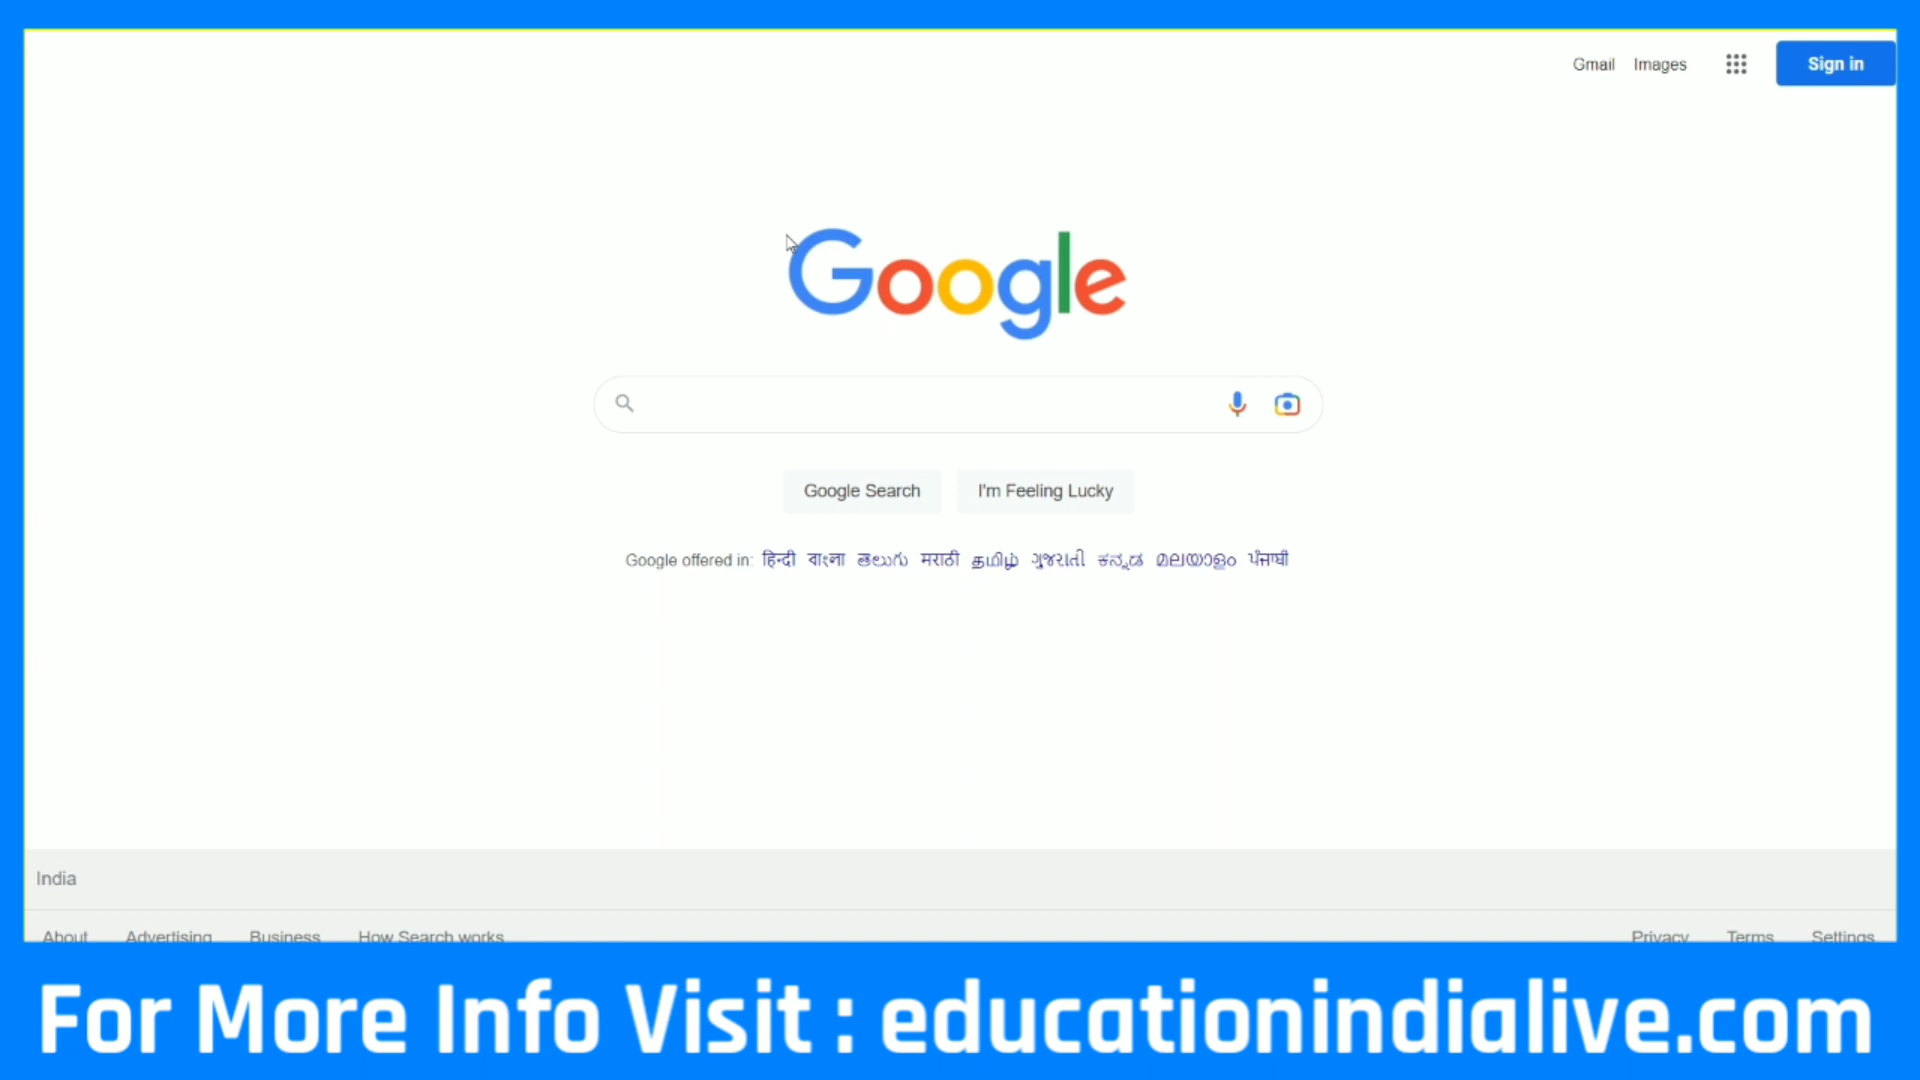 Gmail Images Sign in
Google
Google Search I'm Feeling Lucky
Google offered in: हिन्दी বাংলা తెలుగు मराठी தமிழ் ગુજરાતી ಕನ್ನಡ മലയാളം ਪੰਜਾਬੀ
India
About Advertising Business How Search works Privacy Terms Settings
For More Info Visit : educationindialive.com